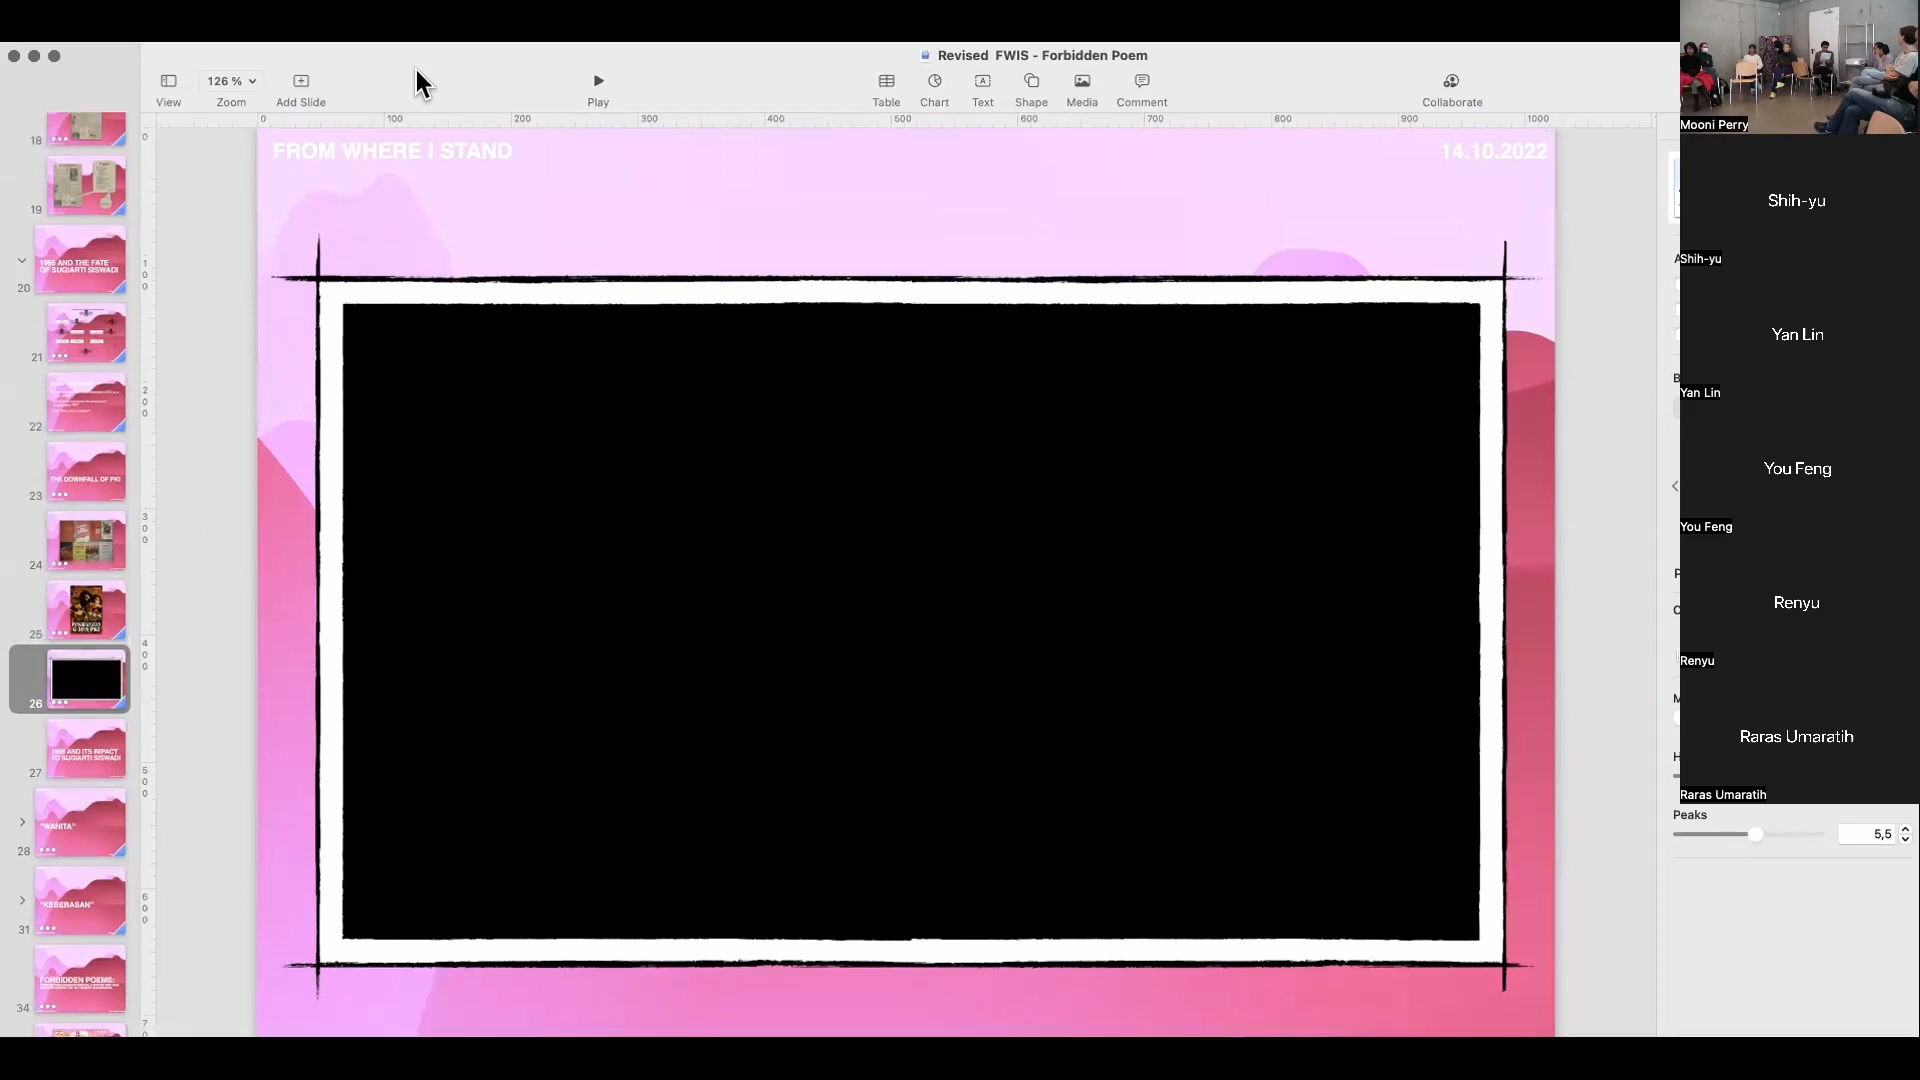 Revised FWIS - Forbidden Poem
126 %
View
Zoom
Add Slide
Play
Table
Chart
Text
Shape
Media
Comment
Collaborate
0
100
200
300
400
500
600
700
800
900
1000
FROM WHERE I STAND
14.10.2022
18
19
1965 AND THE FATE
OF SUGIARTI SISWADI
20
21
22
THE DOWNFALL OF PKI
23
24
25
26
1965 AND ITS IMPACT
TO SUGIARTI SISWADI
27
"WANITA"
28
"KEBEBASAN"
31
FORBIDDEN POEMS:
34
Mooni Perry
Shih-yu
Shih-yu
Yan Lin
Yan Lin
You Feng
You Feng
Renyu
Renyu
Raras Umaratih
Raras Umaratih
Peaks
5,5